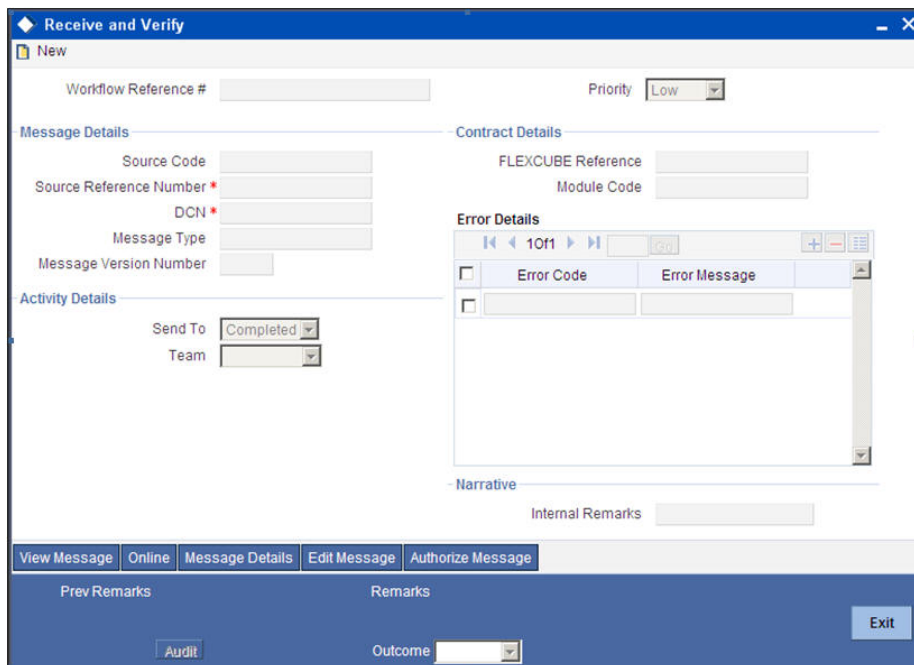 Receive and Verify
New
Workflow Reference #
Priority Low
Message Details
Source Code
Source Reference Number *
DCN *
Message Type
Message Version Number
Activity Details
Send To Completed
Team
Contract Details
FLEXCUBE Reference
Module Code
Error Details
1Of1 Go
Error Code Error Message
Narrative
Internal Remarks
View Message Online Message Details Edit Message Authorize Message
Prev Remarks Remarks
Exit
Audit Outcome